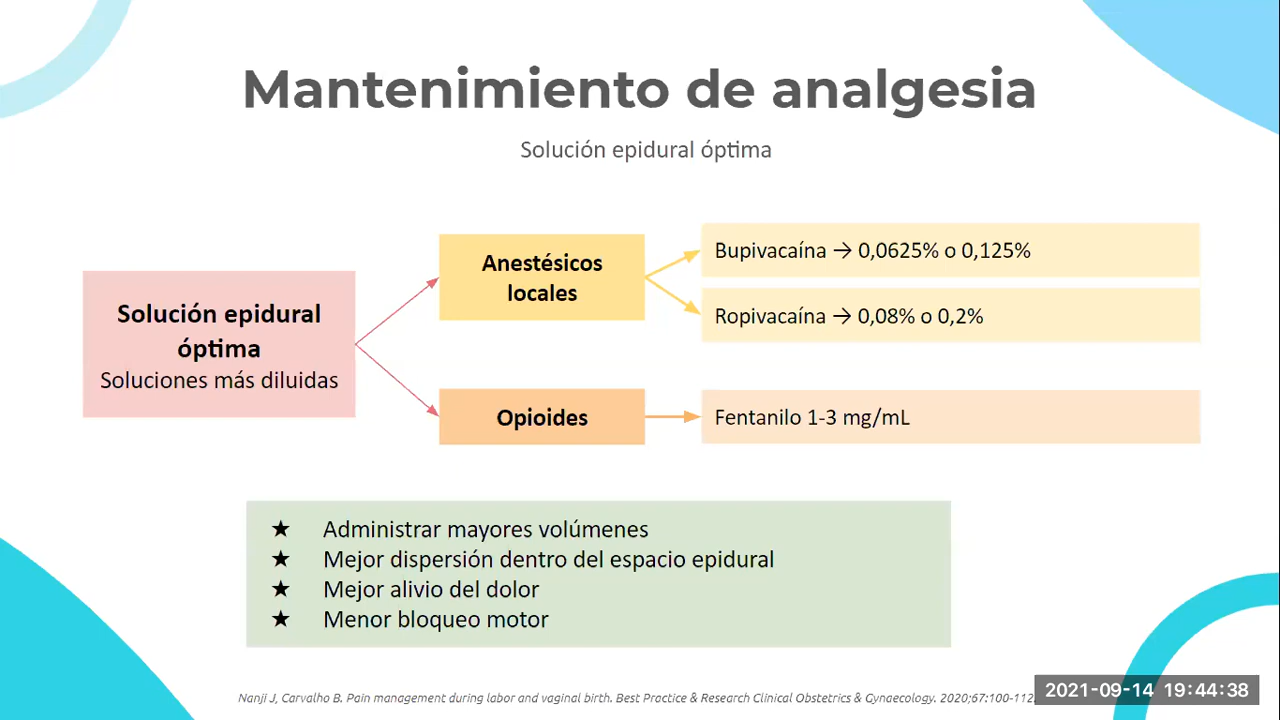 Mantenimiento de analgesia
Solución epidural óptima
Solución epidural
óptima
Soluciones más diluidas
Anestésicos
locales
Bupivacaína → 0,0625% o 0,125%
Ropivacaína → 0,08% o 0,2%
Opioides
Fentanilo 1-3 mg/mL
★ Administrar mayores volúmenes
★ Mejor dispersión dentro del espacio epidural
★ Mejor alivio del dolor
★ Menor bloqueo motor
Nanji J, Carvalho B. Pain management during labor and vaginal birth. Best Practice & Research Clinical Obstetrics & Gynaecology. 2020;67:100-112
2021-09-14 19:44:38